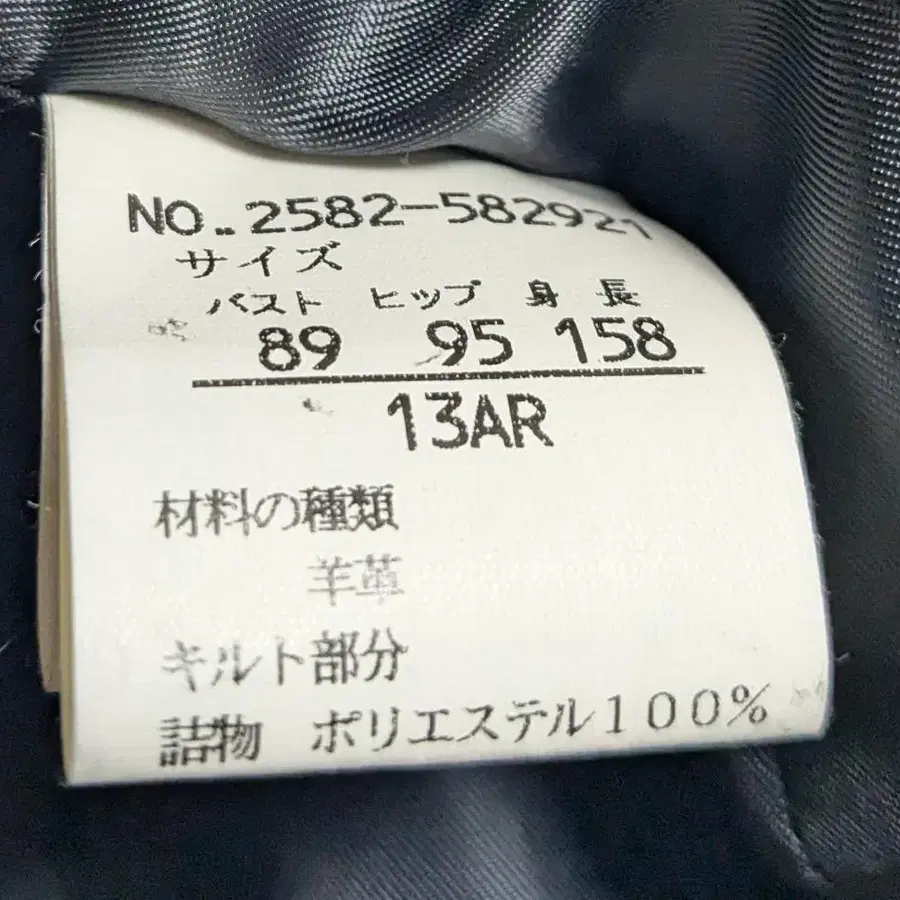 NO. 2582-582921
サイズ
バスト ヒップ 身長
89 95 158
13AR
材料の種類
羊革
キルト部分
詰物 ポリエステル100%